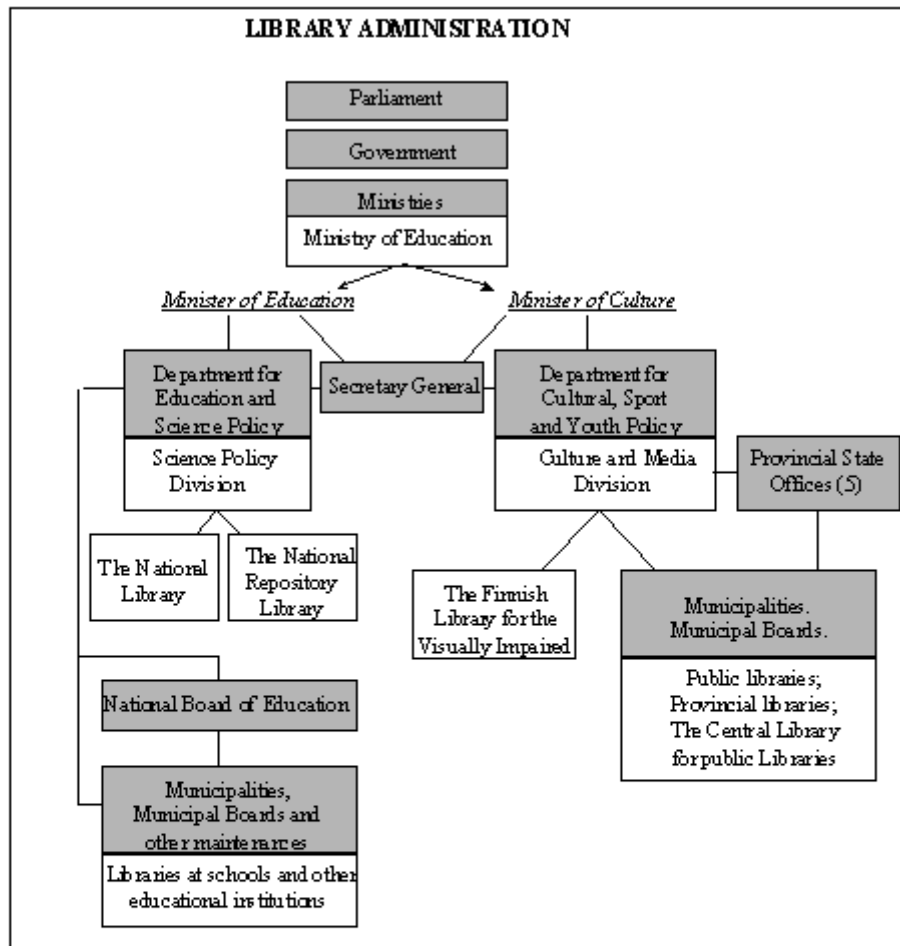 LIBRARY ADMINISTRATION
Parliament
Government
Ministries
Ministry of Education
Minister of Education
Minister of Culture
Department for
Education and
Science Policy
Secretary General
Department for
Cultural, Sport
and Youth Policy
Science Policy
Division
Culture and Media
Division
Provincial State
Offices (5)
The National
Library
The National
Repository
Library
The Finnish
Library for the
Visually Impaired
Municipalities.
Municipal Boards.
Public libraries;
Provincial libraries;
The Central Library
for public Libraries
National Board of Education
Municipalities,
Municipal Boards and
other maintenances
Libraries at schools and other
educational institutions